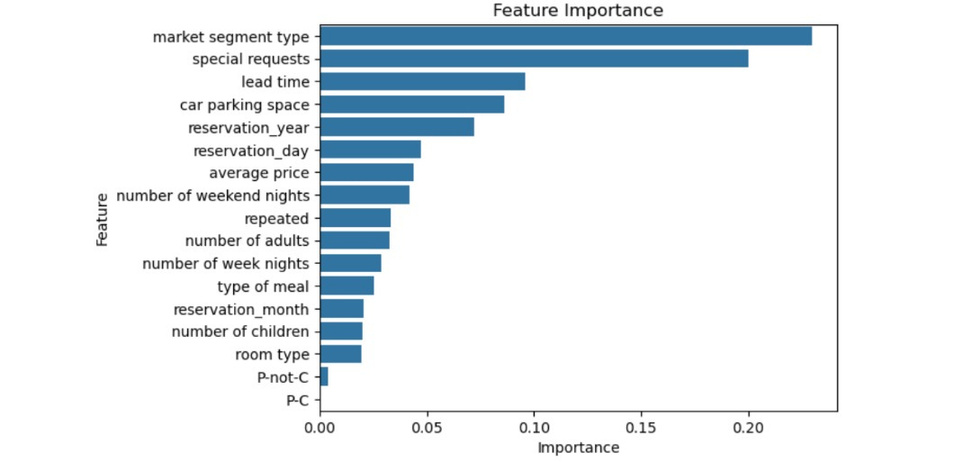 Feature Importance
market segment type
special requests
lead time
car parking space
reservation_year
reservation_day
average price
number of weekend nights
repeated
number of adults
number of week nights
type of meal
reservation_month
number of children
room type
P-not-C
P-C
Feature
0.00 0.05 0.10 0.15 0.20
Importance